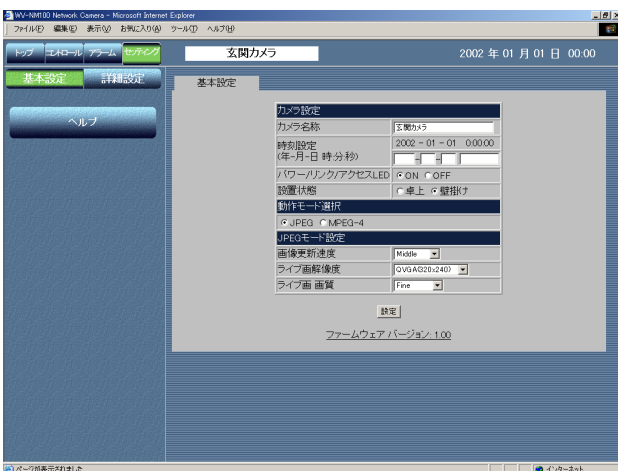 WV-NM100 Network Camera - Microsoft Internet Explorer
ファイル(F) 編集(E) 表示(V) お気に入り(A) ツール(T) ヘルプ(H)
トップ コントロール アラーム セッティング 玄関カメラ 2002 年 01 月 01 日 00:00
基本設定 詳細設定
ヘルプ
基本設定
カメラ設定
カメラ名称 玄関カメラ
時刻設定 2002 - 01 - 01 0:00:00
(年-月-日 時:分:秒) - -
パワー/リンク/アクセスLED ON OFF
設置状態 卓上 壁掛け
動作モード選択
JPEG MPEG-4
JPEGモード設定
画像更新速度 Middle
ライブ画解像度 QVGA(320x240)
ライブ画 画質 Fine
設定
ファームウェア バージョン: 1.00
ページが表示されました インターネット